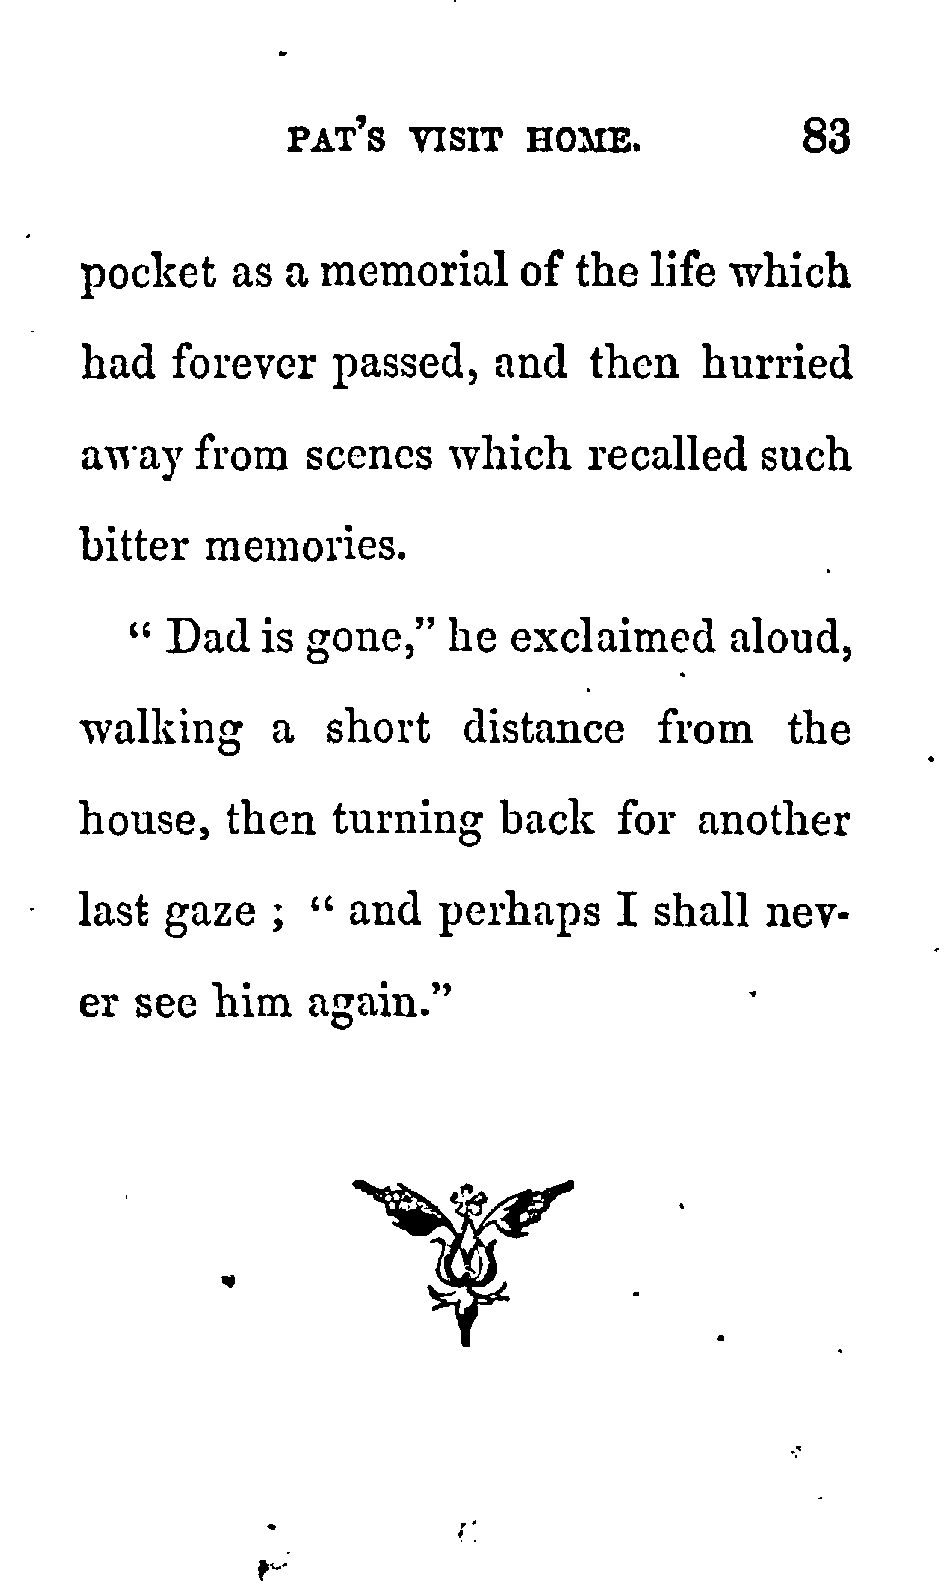 PAT'S VISIT HOME. 83
pocket as a memorial of the life which
had forever passed, and then hurried
away from scenes which recalled such
bitter memories.
" Dad is gone," he exclaimed aloud,
walking a short distance from the
house, then turning back for another
last gaze ; " and perhaps I shall nev-
er see him again."